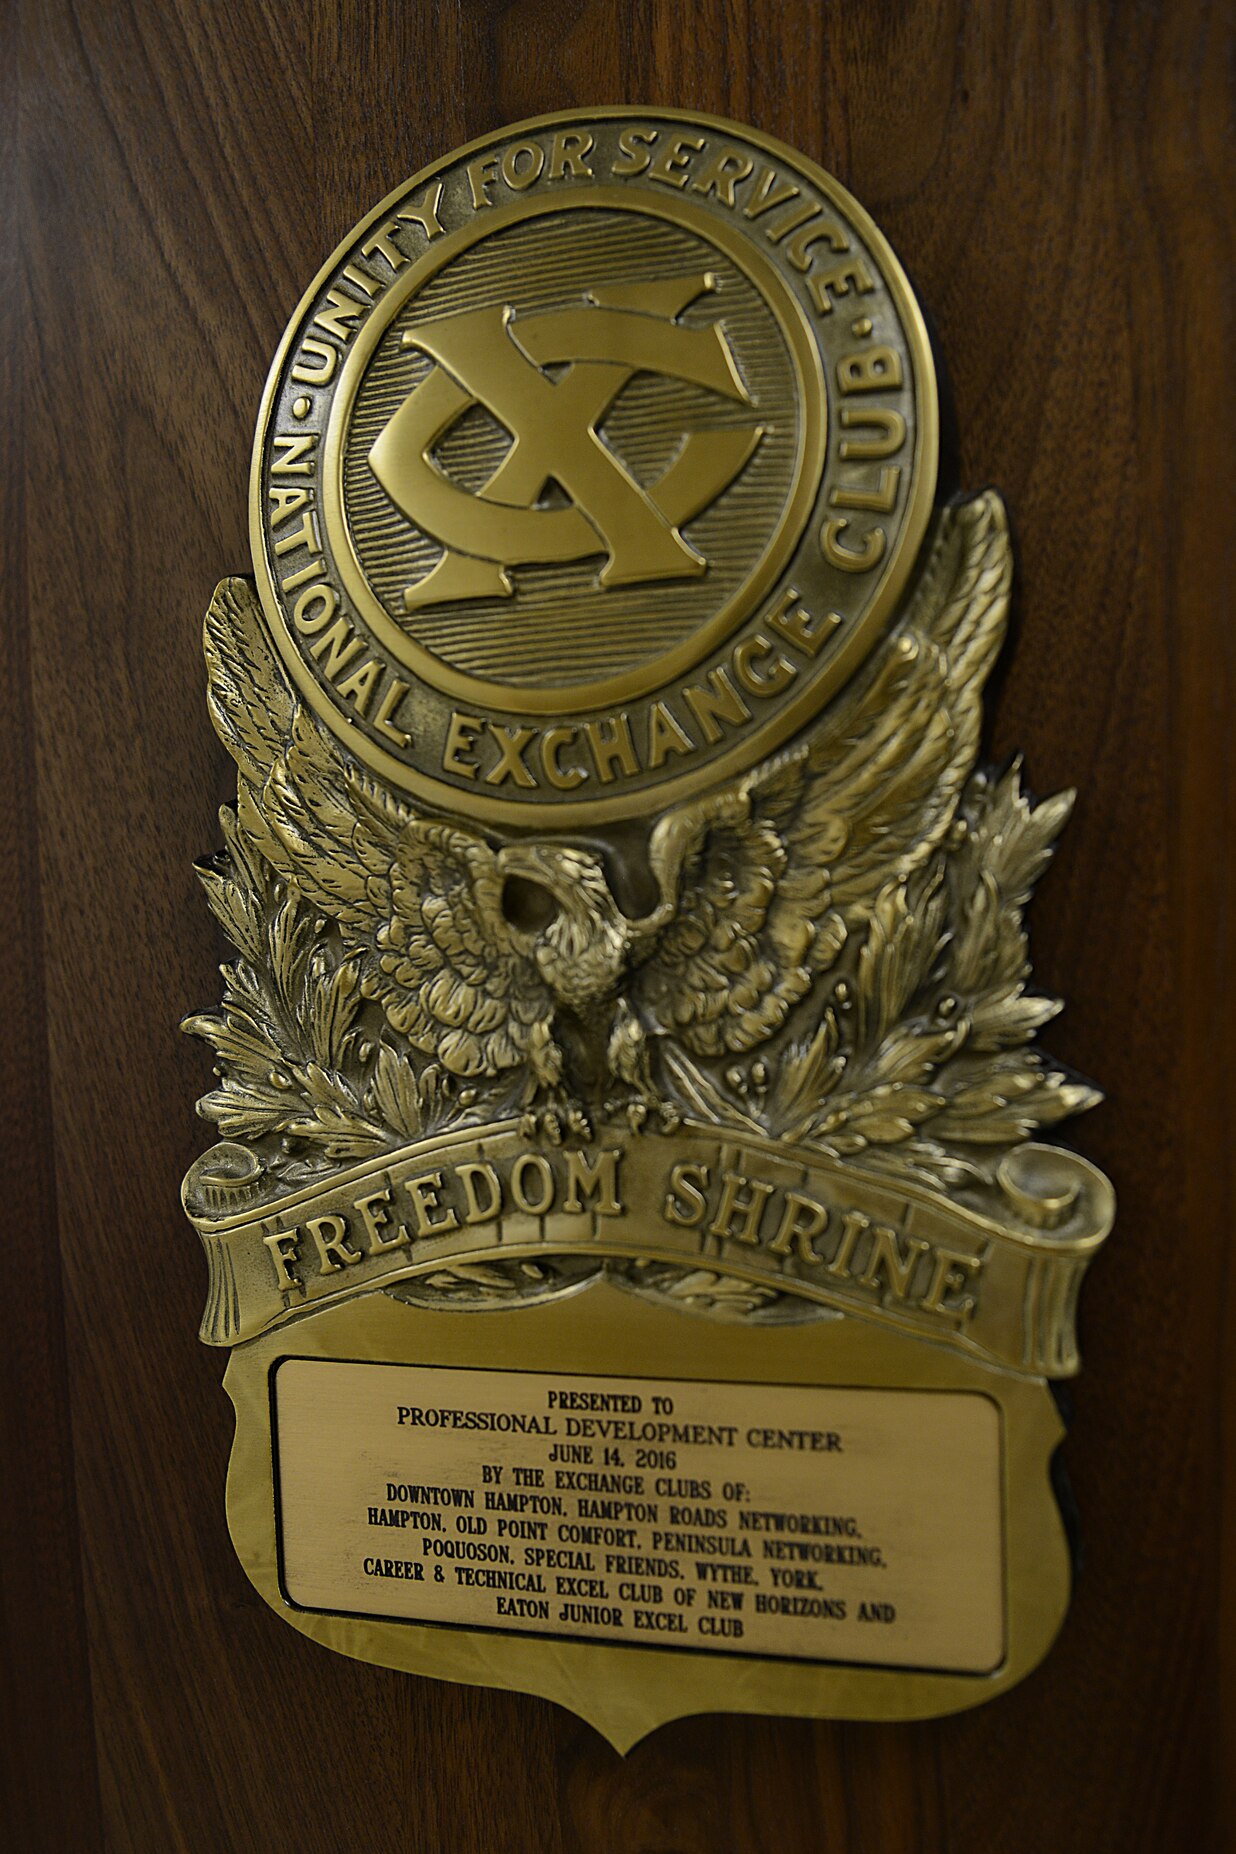 · UNITY FOR SERVICE ·
NATIONAL EXCHANGE CLUB
XC
FREEDOM SHRINE
PRESENTED TO
PROFESSIONAL DEVELOPMENT CENTER
JUNE 14, 2016
BY THE EXCHANGE CLUBS OF:
DOWNTOWN HAMPTON, HAMPTON ROADS NETWORKING,
HAMPTON, OLD POINT COMFORT, PENINSULA NETWORKING,
POQUOSON, SPECIAL FRIENDS, WYTHE, YORK,
CAREER & TECHNICAL EXCEL CLUB OF NEW HORIZONS AND
EATON JUNIOR EXCEL CLUB